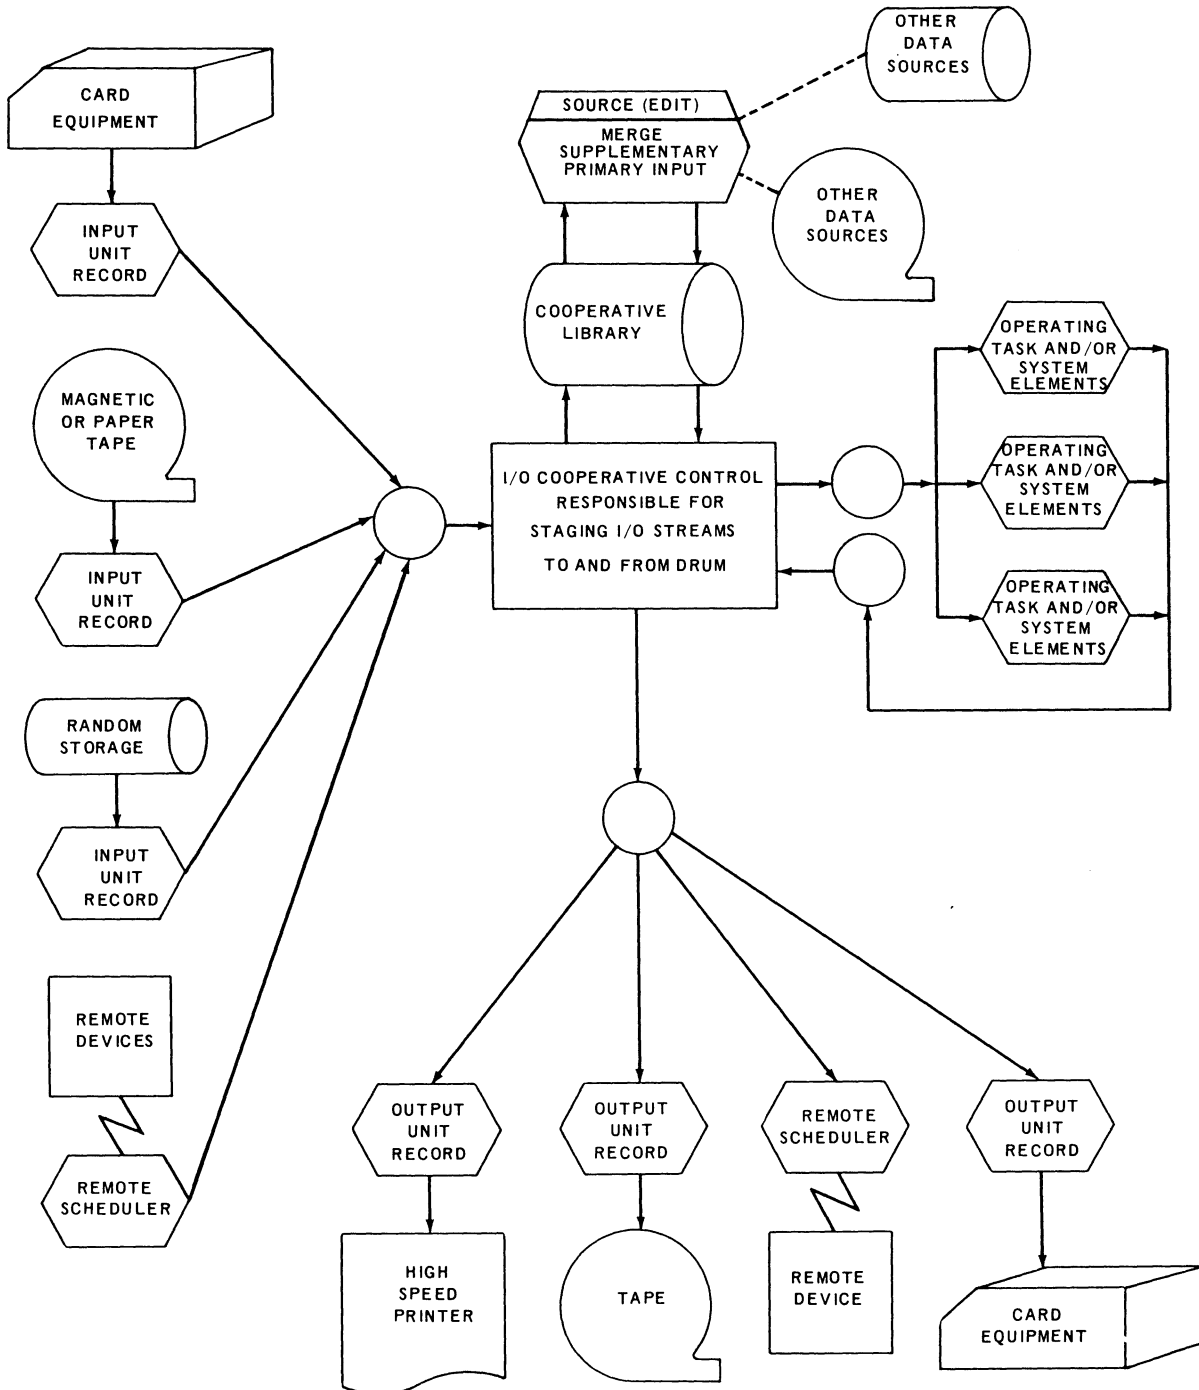 CARD
EQUIPMENT
INPUT
UNIT
RECORD
MAGNETIC
OR PAPER
TAPE
INPUT
UNIT
RECORD
RANDOM
STORAGE
INPUT
UNIT
RECORD
REMOTE
DEVICES
REMOTE
SCHEDULER
SOURCE (EDIT)
MERGE
SUPPLEMENTARY
PRIMARY INPUT
OTHER
DATA
SOURCES
OTHER
DATA
SOURCES
COOPERATIVE
LIBRARY
I/O COOPERATIVE CONTROL
RESPONSIBLE FOR
STAGING I/O STREAMS
TO AND FROM DRUM
OPERATING
TASK AND/OR
SYSTEM
ELEMENTS
OPERATING
TASK AND/OR
SYSTEM
ELEMENTS
OPERATING
TASK AND/OR
SYSTEM
ELEMENTS
OUTPUT
UNIT
RECORD
HIGH
SPEED
PRINTER
OUTPUT
UNIT
RECORD
TAPE
REMOTE
SCHEDULER
REMOTE
DEVICE
OUTPUT
UNIT
RECORD
CARD
EQUIPMENT